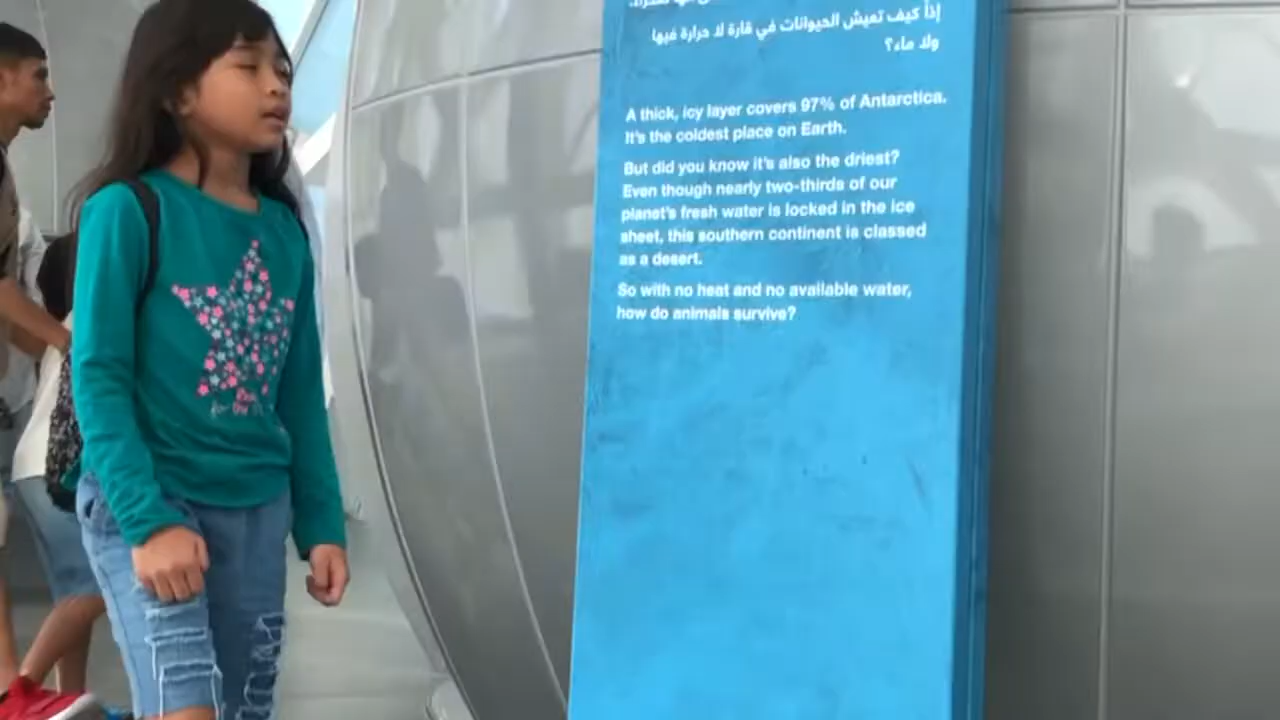 إذاً كيف تعيش الحيوانات في قارة لا حرارة فيها
ولا ماء؟
A thick, icy layer covers 97% of Antarctica.
It's the coldest place on Earth.
But did you know it's also the driest?
Even though nearly two-thirds of our
planet's fresh water is locked in the ice
sheet, this southern continent is classed
as a desert.
So with no heat and no available water,
how do animals survive?
for the